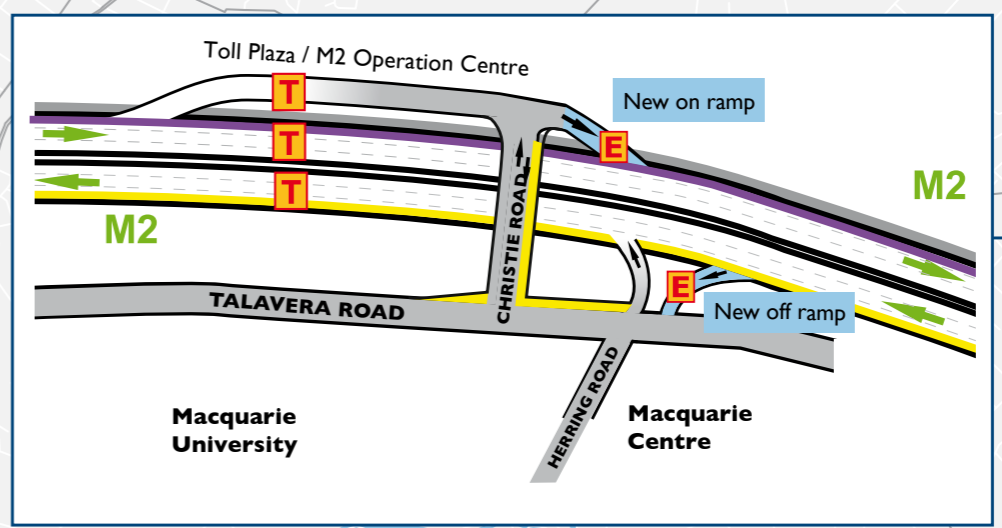 Toll Plaza / M2 Operation Centre
T
New on ramp
T
E
T
M2
M2
CHRISTIE ROAD
E
TALAVERA ROAD
New off ramp
HERRING ROAD
Macquarie
University
Macquarie
Centre